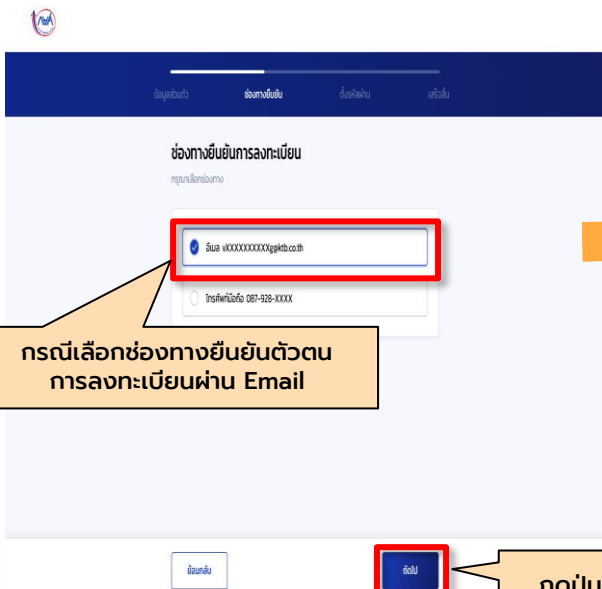 ข้อมูลส่วนตัว ช่องทางยืนยัน ตั้งรหัสผ่าน เสร็จสิ้น
ช่องทางยืนยันการลงทะเบียน
กรุณาเลือกช่องทาง
อีเมล vXXXXXXXXXXg@ktb.co.th
โทรศัพท์มือถือ 087-928-XXXX
กรณีเลือกช่องทางยืนยันตัวตน
การลงทะเบียนผ่าน Email
ย้อนกลับ ถัดไป